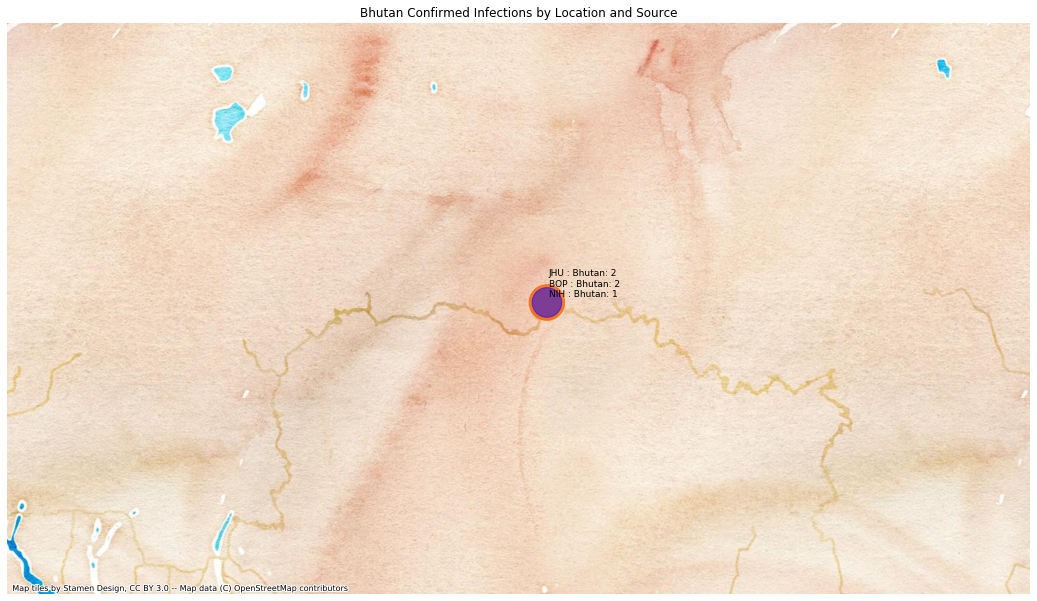 Bhutan Confirmed Infections by Location and Source
JHU : Bhutan: 2
BOP : Bhutan: 2
NIH : Bhutan: 1
Map tiles by Stamen Design, CC BY 3.0 -- Map data (C) OpenStreetMap contributors